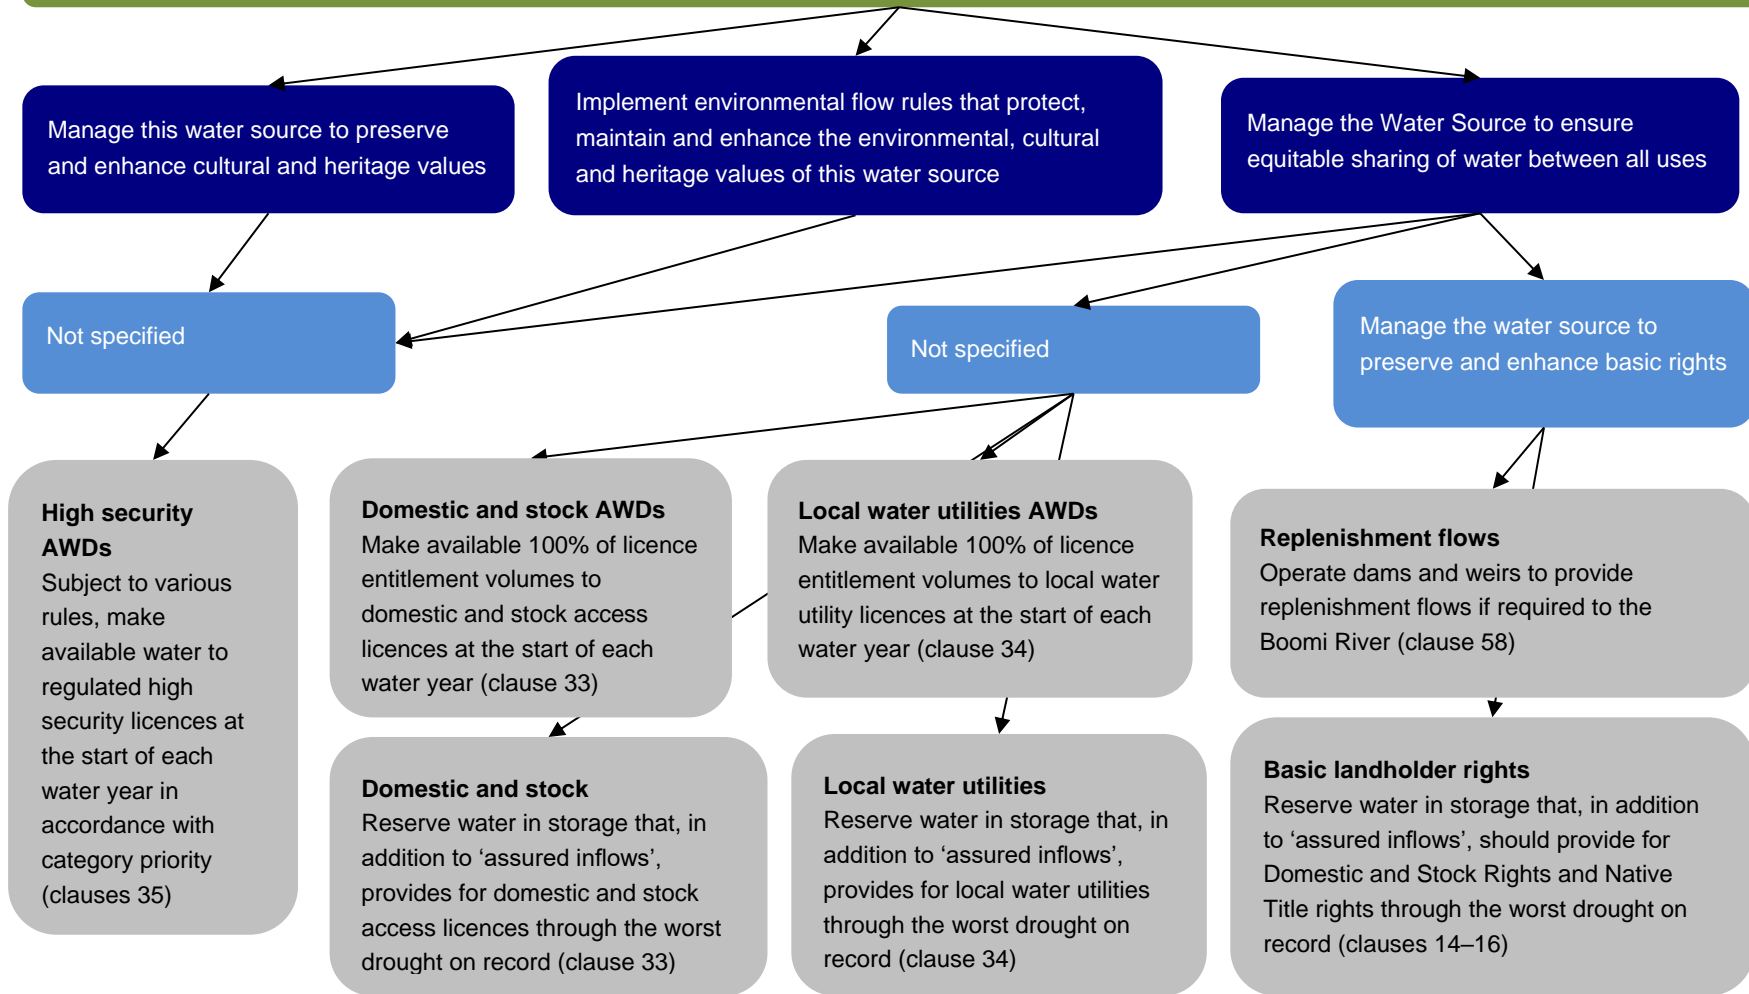 Manage this water source to preserve
and enhance cultural and heritage values
Implement environmental flow rules that protect,
maintain and enhance the environmental, cultural
and heritage values of this water source
Manage the Water Source to ensure
equitable sharing of water between all uses
Not specified
Not specified
Manage the water source to
preserve and enhance basic rights
High security
AWDs
Subject to various
rules, make
available water to
regulated high
security licences at
the start of each
water year in
accordance with
category priority
(clauses 35)
Domestic and stock AWDs
Make available 100% of licence
entitlement volumes to
domestic and stock access
licences at the start of each
water year (clause 33)
Local water utilities AWDs
Make available 100% of licence
entitlement volumes to local water
utility licences at the start of each
water year (clause 34)
Replenishment flows
Operate dams and weirs to provide
replenishment flows if required to the
Boomi River (clause 58)
Domestic and stock
Reserve water in storage that, in
addition to ‘assured inflows’,
provides for domestic and stock
access licences through the worst
drought on record (clause 33)
Local water utilities
Reserve water in storage that, in
addition to ‘assured inflows’,
provides for local water utilities
through the worst drought on
record (clause 34)
Basic landholder rights
Reserve water in storage that, in addition
to ‘assured inflows’, should provide for
Domestic and Stock Rights and Native
Title rights through the worst drought on
record (clauses 14–16)